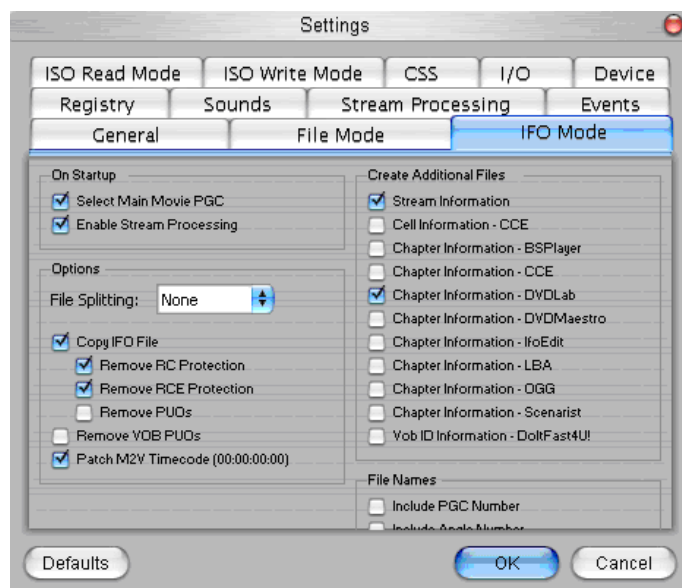 Settings
ISO Read Mode
ISO Write Mode
CSS
I/O
Device
Registry
Sounds
Stream Processing
Events
General
File Mode
IFO Mode
On Startup
Select Main Movie PGC
Enable Stream Processing
Options
File Splitting:
None
Copy IFO File
Remove RC Protection
Remove RCE Protection
Remove PUOs
Remove VOB PUOs
Patch M2V Timecode (00:00:00:00)
Create Additional Files
Stream Information
Cell Information - CCE
Chapter Information - BSPlayer
Chapter Information - CCE
Chapter Information - DVDLab
Chapter Information - DVDMaestro
Chapter Information - IfoEdit
Chapter Information - LBA
Chapter Information - OGG
Chapter Information - Scenarist
Vob ID Information - DoItFast4U!
File Names
Include PGC Number
Include Angle Number
Defaults
OK
Cancel